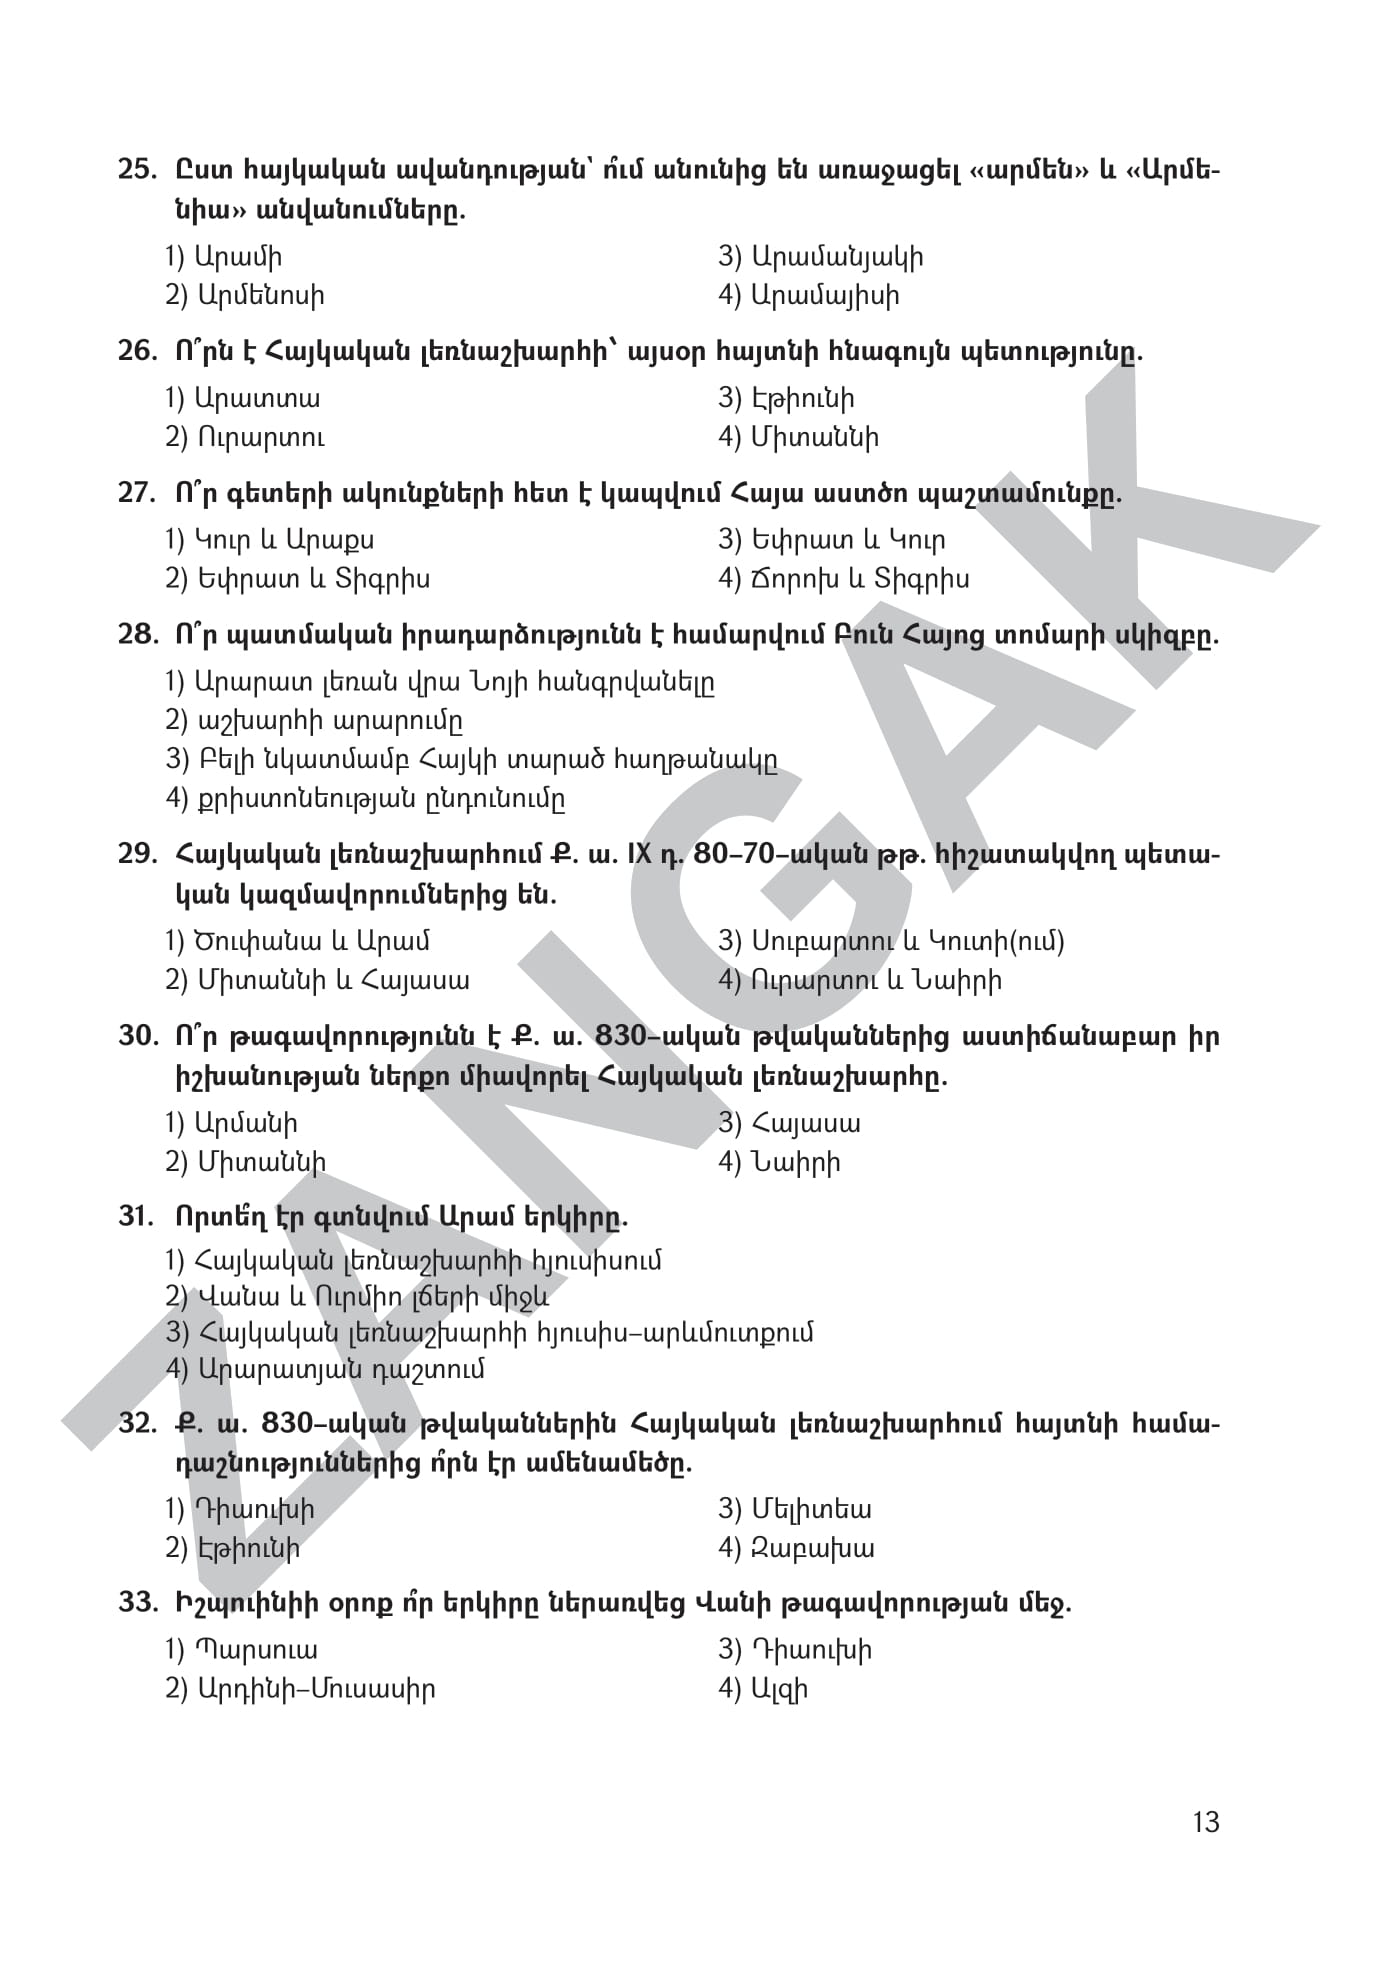 25. Ըստ հայկական ավանդության՝ ո՞ւմ անունից են առաջացել «արմեն» և «Արմե-
նիա» անվանումները.
1) Արամի
3) Արամանյակի
2) Արմենոսի
4) Արամայիսի
26. Ո՞րն է Հայկական լեռնաշխարհի՝ այսօր հայտնի հնագույն պետությունը.
1) Արատտա
3) Էթիունի
2) Ուրարտու
4) Միտաննի
27. Ո՞ր գետերի ակունքների հետ է կապվում Հայա աստծո պաշտամունքը.
1) Կուր և Արաքս
3) Եփրատ և Կուր
2) Եփրատ և Տիգրիս
4) Ճորոխ և Տիգրիս
28. Ո՞ր պատմական իրադարձությունն է համարվում Բուն Հայոց տոմարի սկիզբը.
1) Արարատ լեռան վրա Նոյի հանգրվանելը
2) աշխարհի արարումը
3) Բելի նկատմամբ Հայկի տարած հաղթանակը
4) քրիստոնեության ընդունումը
29. Հայկական լեռնաշխարհում Ք. ա. IX դ. 80–70–ական թթ. հիշատակվող պետա-
կան կազմավորումներից են.
1) Ծուփանա և Արամ
3) Սուբարտու և Կուտի(ում)
2) Միտաննի և Հայասա
4) Ուրարտու և Նաիրի
30. Ո՞ր թագավորությունն է Ք. ա. 830–ական թվականներից աստիճանաբար իր
իշխանության ներքո միավորել Հայկական լեռնաշխարհը.
1) Արմանի
3) Հայասա
2) Միտաննի
4) Նաիրի
31. Որտե՞ղ էր գտնվում Արամ երկիրը.
1) Հայկական լեռնաշխարհի հյուսիսում
2) Վանա և Ուրմիո լճերի միջև
3) Հայկական լեռնաշխարհի հյուսիս–արևմուտքում
4) Արարատյան դաշտում
32. Ք. ա. 830–ական թվականներին Հայկական լեռնաշխարհում հայտնի համա-
դաշնություններից ո՞րն էր ամենամեծը.
1) Դիաուխի
3) Մելիտեա
2) Էթիունի
4) Զաբախա
33. Իշպուինիի օրոք ո՞ր երկիրը ներառվեց Վանի թագավորության մեջ.
1) Պարսուա
3) Դիաուխի
2) Արդինի–Մուսասիր
4) Ալզի
13
ZANGAK